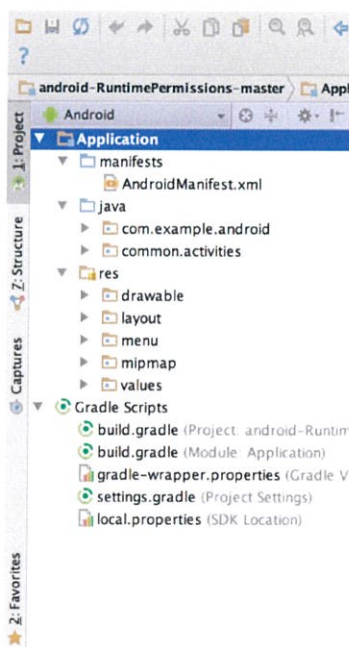 ?
android-RuntimePermissions-master
Android
1: Project
Application
manifests
AndroidManifest.xml
java
com.example.android
common.activities
7: Structure
res
drawable
layout
menu
mipmap
values
Captures
Gradle Scripts
build.gradle (Project: android-Runtim
build.gradle (Module: Application)
gradle-wrapper.properties (Gradle V
settings.gradle (Project Settings)
local.properties (SDK Location)
2: Favorites